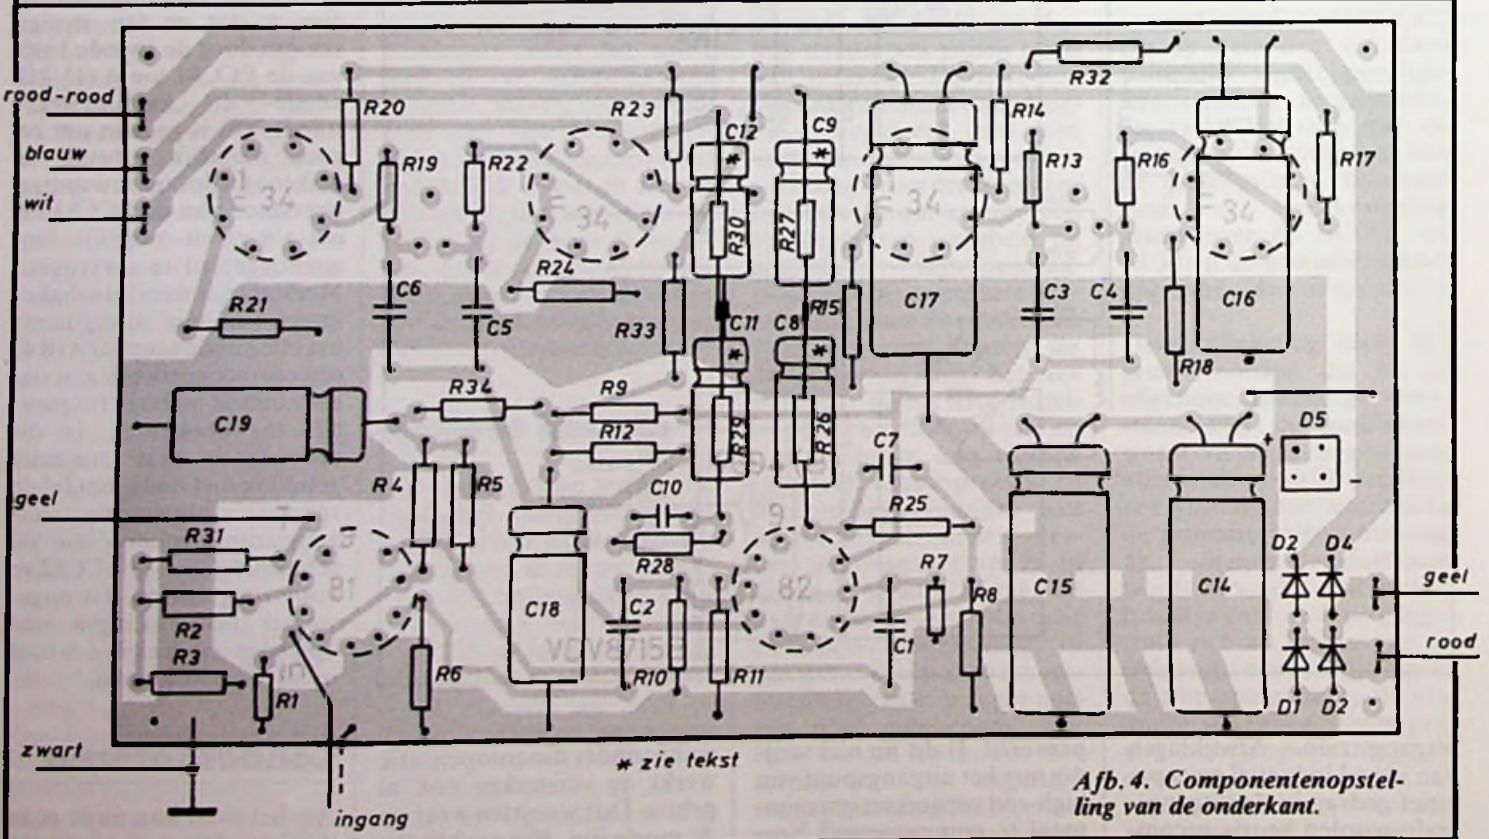 R32
rood-rood
R20
R23
C12
C9
R14
blauw
R19
R22
*
*
R13
R16
R17
wit
= 34
= 34
34
34
R30
R27
R24
R21
C6
C5
R33
C11
C8
R15
C17
C3
C4
C16
*
*
R18
R34
R9
C19
R12
R29
R26
C7
D5
+
-
geel
R4
R5
C10
R25
R31
R28
D2
D4
81
82
R7
geel
R2
C18
C2
R8
C15
C14
VDV8715B
C1
rood
R3
R6
R10
R11
R1
D1
D2
zwart
* zie tekst
Afb. 4. Componentenopstel-
ling van de onderkant.
ingang